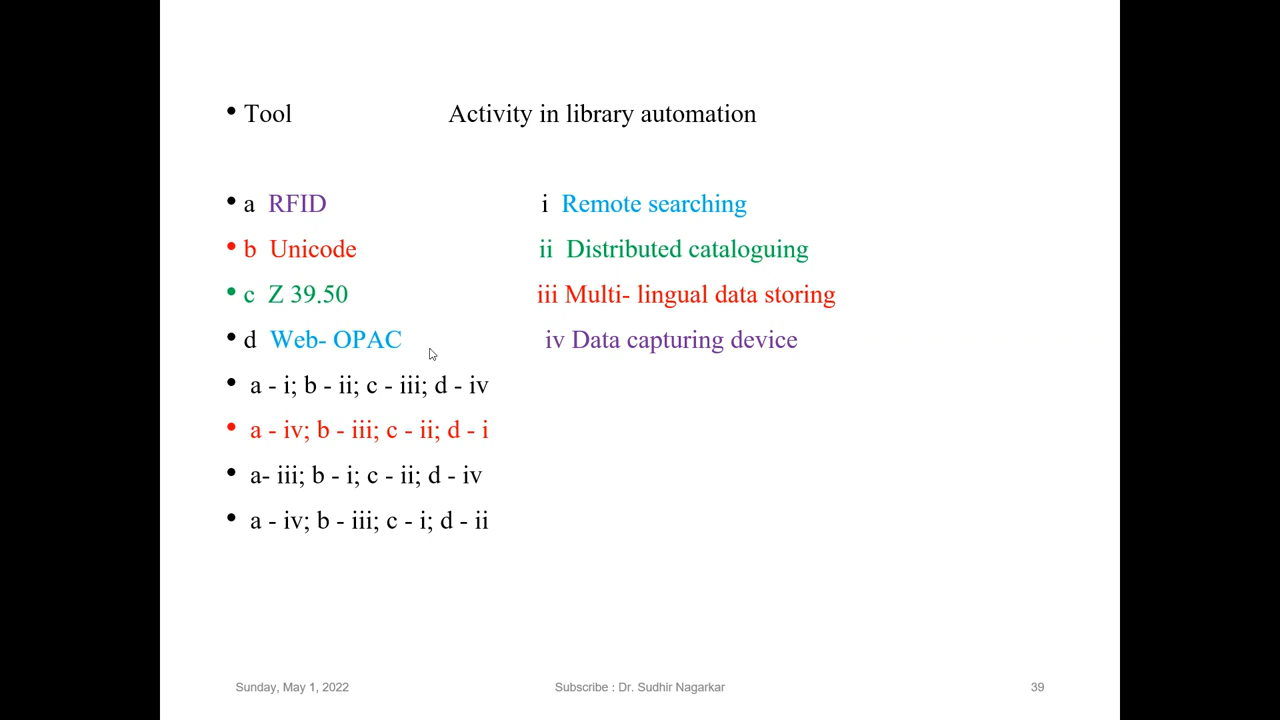 • Tool Activity in library automation
• a RFID i Remote searching
• b Unicode ii Distributed cataloguing
• c Z 39.50 iii Multi- lingual data storing
• d Web- OPAC iv Data capturing device
• a - i; b - ii; c - iii; d - iv
• a - iv; b - iii; c - ii; d - i
• a- iii; b - i; c - ii; d - iv
• a - iv; b - iii; c - i; d - ii
Sunday, May 1, 2022 Subscribe : Dr. Sudhir Nagarkar 39